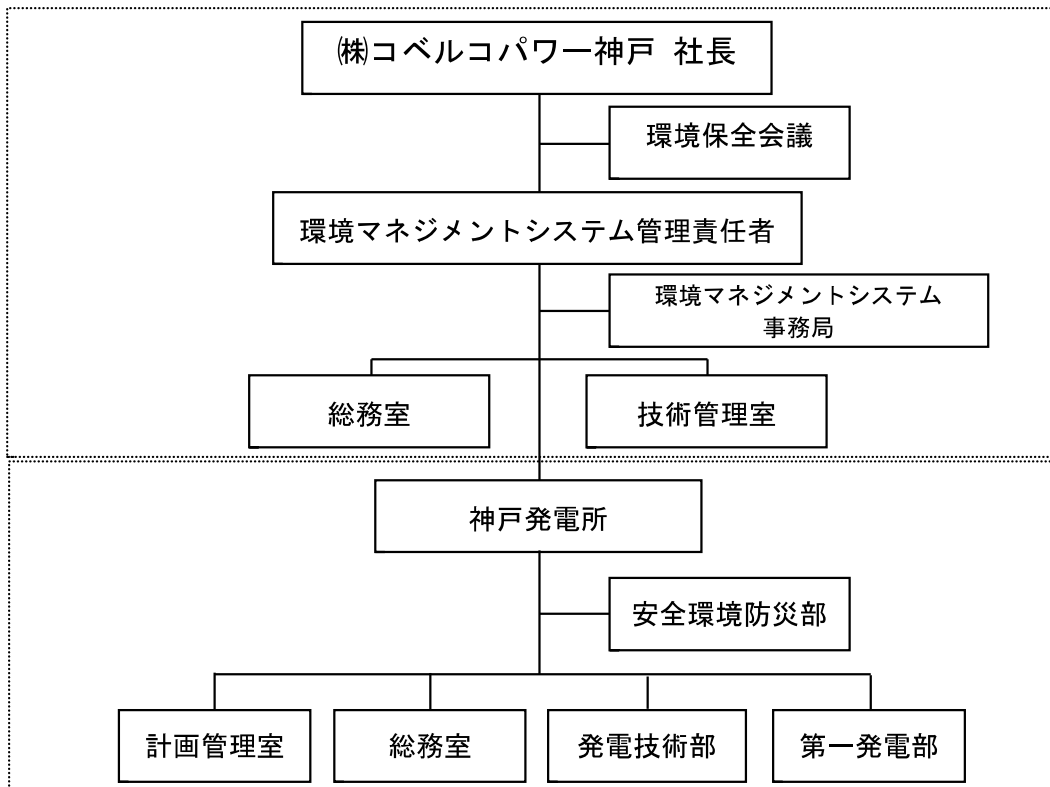 ㈱コベルコパワー神戸 社長
環境保全会議
環境マネジメントシステム管理責任者
環境マネジメントシステム
事務局
総務室
技術管理室
神戸発電所
安全環境防災部
計画管理室
総務室
発電技術部
第一発電部